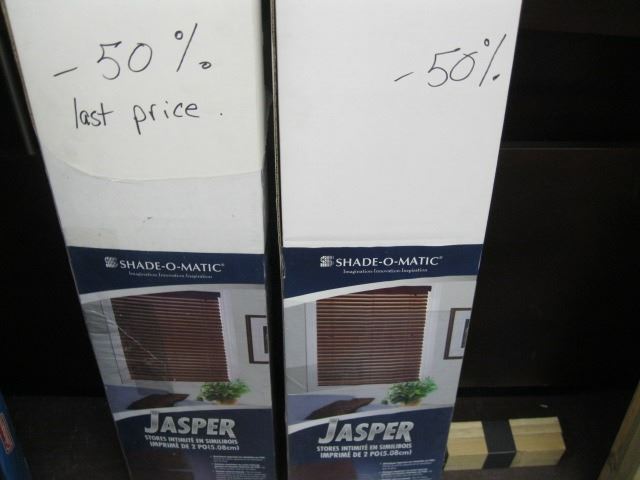 - 50 %
last price.
SHADE-O-MATIC®
Imagination-Innovation-Inspiration
JASPER
STORES INTIMITÉ EN SIMILIBOIS
IMPRIMÉ DE 2 PO(5.08cm)
- 50%
SHADE-O-MATIC®
Imagination-Innovation-Inspiration
JASPER
STORES INTIMITÉ EN SIMILIBOIS
IMPRIMÉ DE 2 PO(5.08cm)